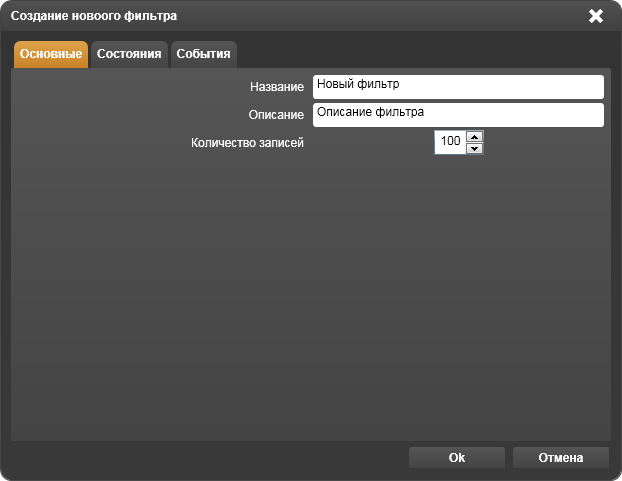 Создание новоого фильтра
Основные Состояния События
Название Новый фильтр
Описание Описание фильтра
Количество записей 100
Ok Отмена